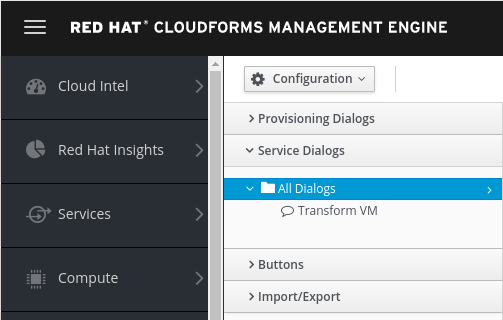 RED HAT® CLOUDFORMS MANAGEMENT ENGINE
Cloud Intel
Red Hat Insights
Services
Compute
Configuration
Provisioning Dialogs
Service Dialogs
All Dialogs
Transform VM
Buttons
Import/Export